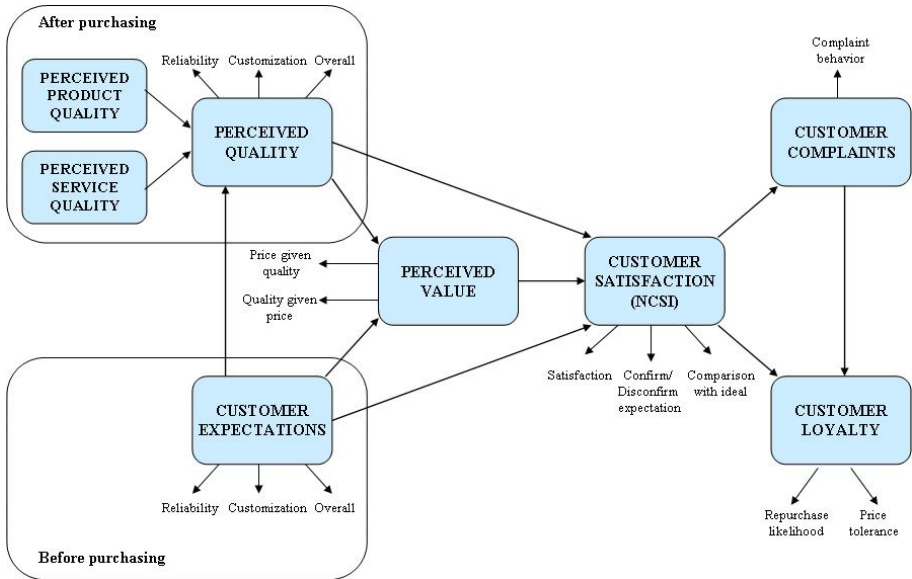 After purchasing
Reliability
Customization
Overall
PERCEIVED
PRODUCT
QUALITY
PERCEIVED
QUALITY
PERCEIVED
SERVICE
QUALITY
Complaint
behavior
CUSTOMER
COMPLAINTS
Price given
quality
Quality given
price
PERCEIVED
VALUE
CUSTOMER
SATISFACTION
(NCSI)
Satisfaction
Confirm/
Disconfirm
expectation
Comparison
with ideal
CUSTOMER
EXPECTATIONS
Reliability
Customization
Overall
Before purchasing
CUSTOMER
LOYALTY
Repurchase
likelihood
Price
tolerance